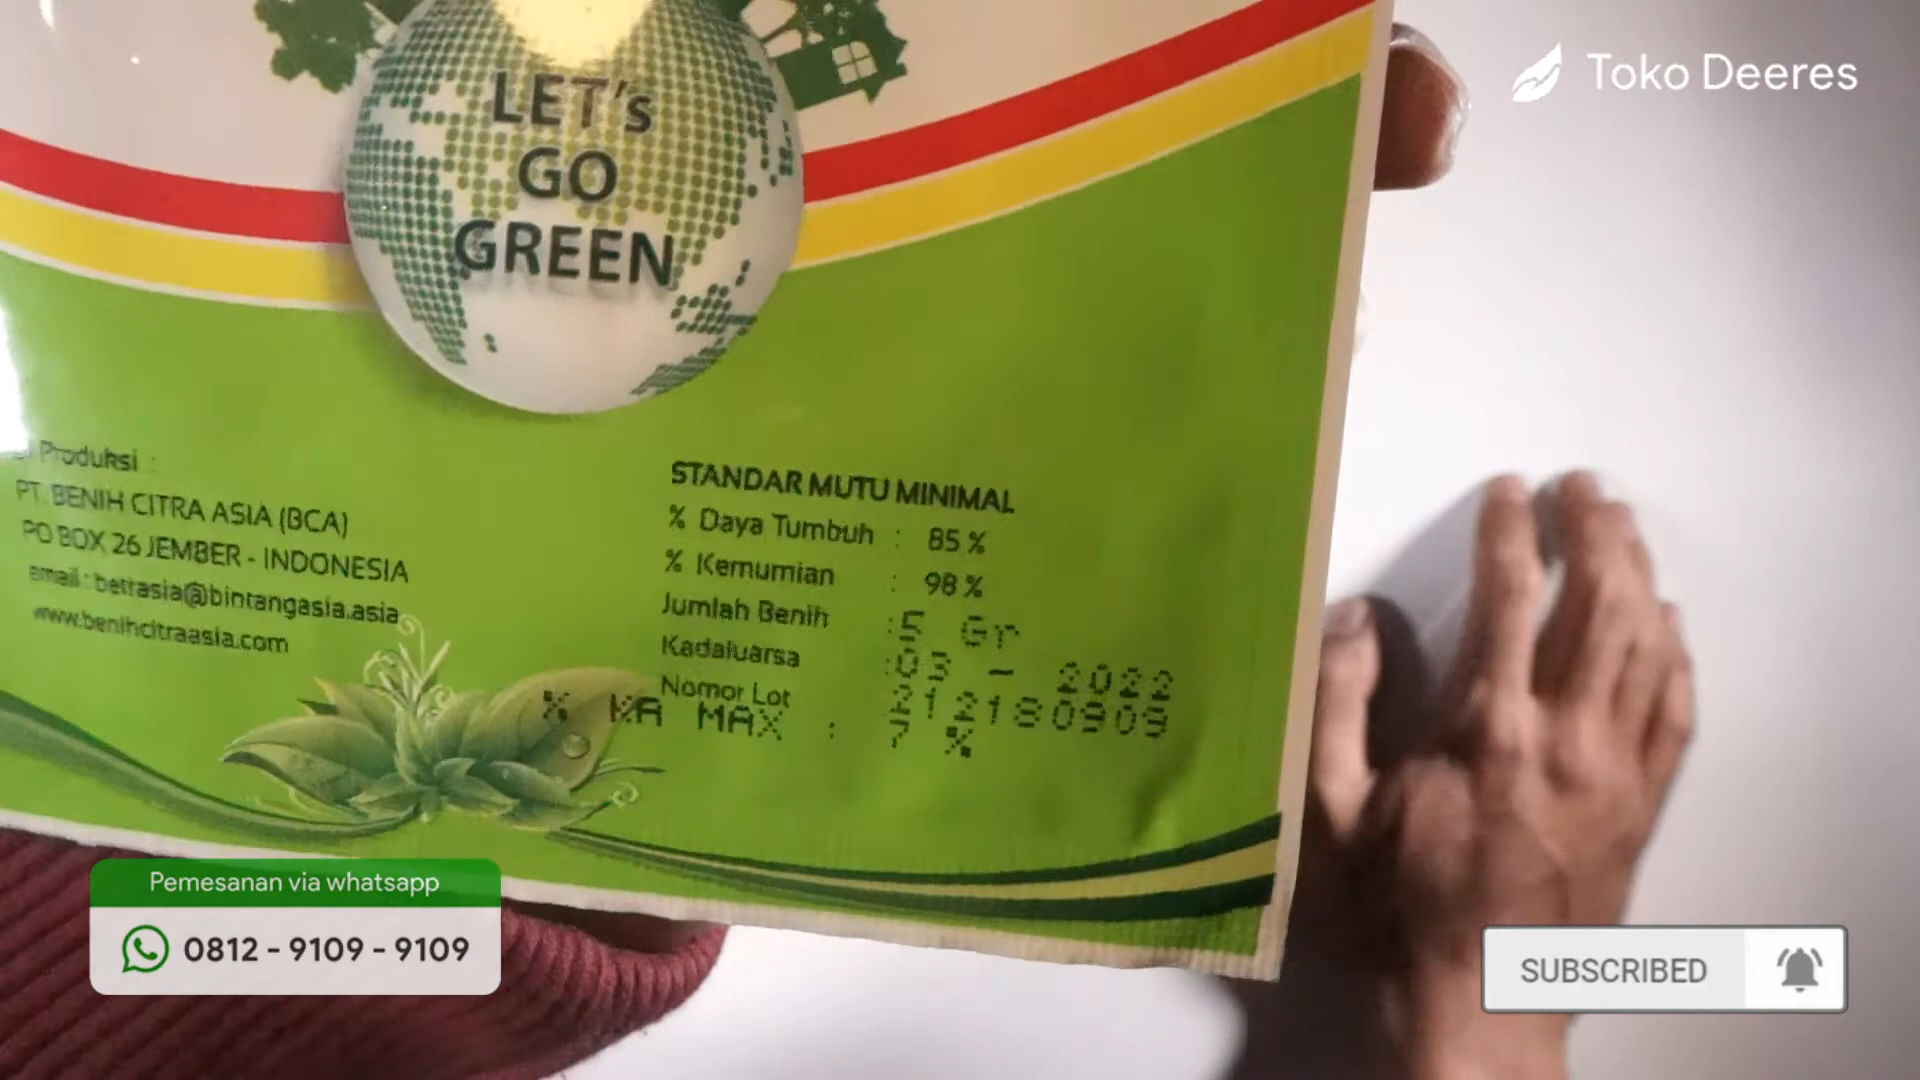 Toko Deeres
LET's
GO
GREEN
Produksi :
PT. BENIH CITRA ASIA (BCA)
PO BOX 26 JEMBER - INDONESIA
email : bettasia@bintangasia.asia
www.benihcitraasia.com
STANDAR MUTU MINIMAL
% Daya Tumbuh : 85 %
% Kemurnian : 98 %
Jumlah Benih : 5 Gr
Kadaluarsa : 03 - 2022
Nomor Lot 212180909
% KA MAX : 7 %
Pemesanan via whatsapp
0812 - 9109 - 9109
SUBSCRIBED